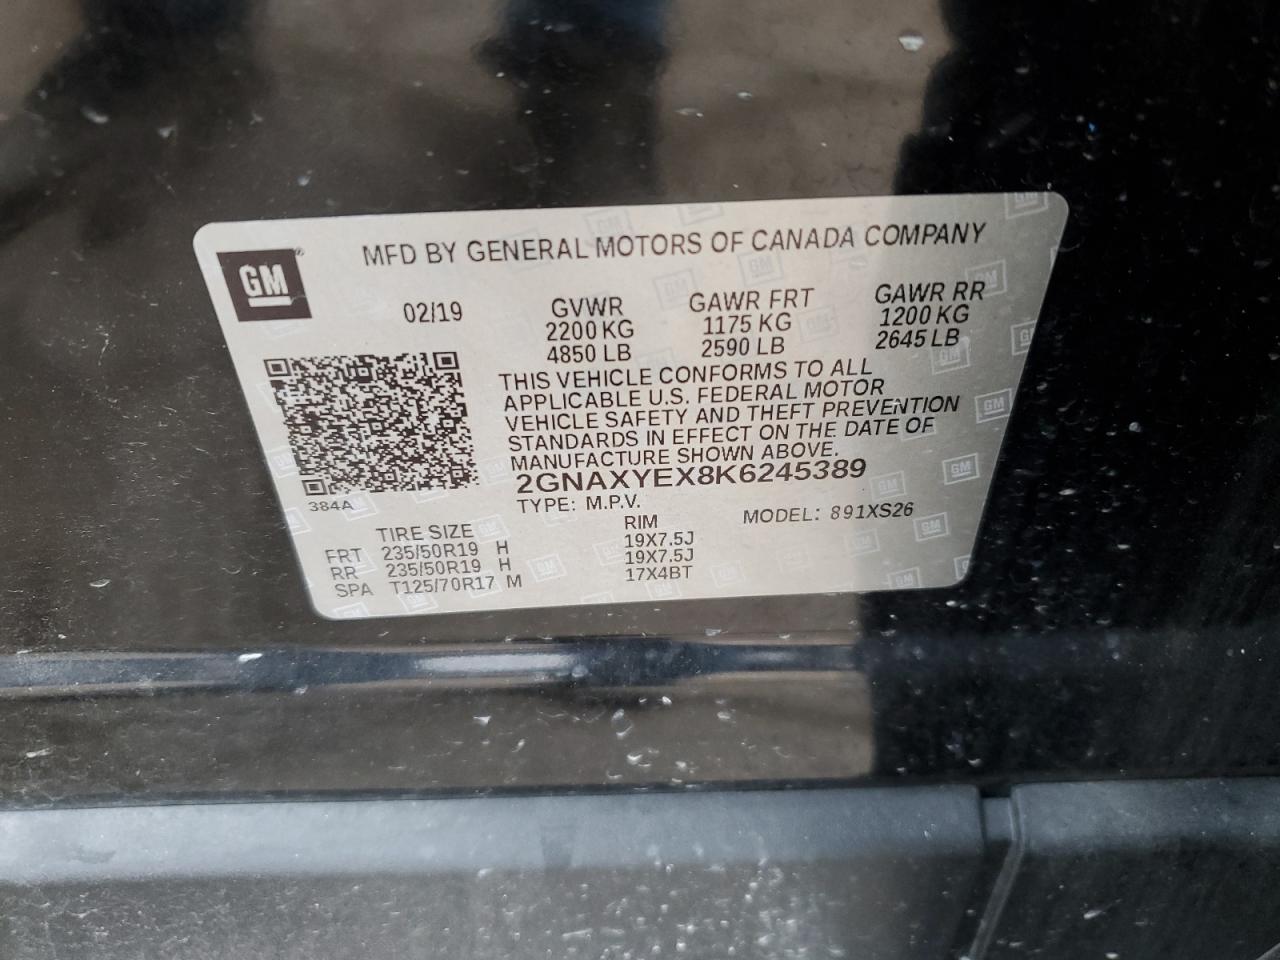 GM
MFD BY GENERAL MOTORS OF CANADA COMPANY
02/19 GVWR GAWR FRT GAWR RR
2200 KG 1175 KG 1200 KG
4850 LB 2590 LB 2645 LB
THIS VEHICLE CONFORMS TO ALL
APPLICABLE U.S. FEDERAL MOTOR
VEHICLE SAFETY AND THEFT PREVENTION
STANDARDS IN EFFECT ON THE DATE OF
MANUFACTURE SHOWN ABOVE.
2GNAXYEX8K6245389
384A TYPE: M.P.V. MODEL: 891XS26
TIRE SIZE RIM
FRT 235/50R19 H 19X7.5J
RR 235/50R19 H 19X7.5J
SPA T125/70R17 M 17X4BT